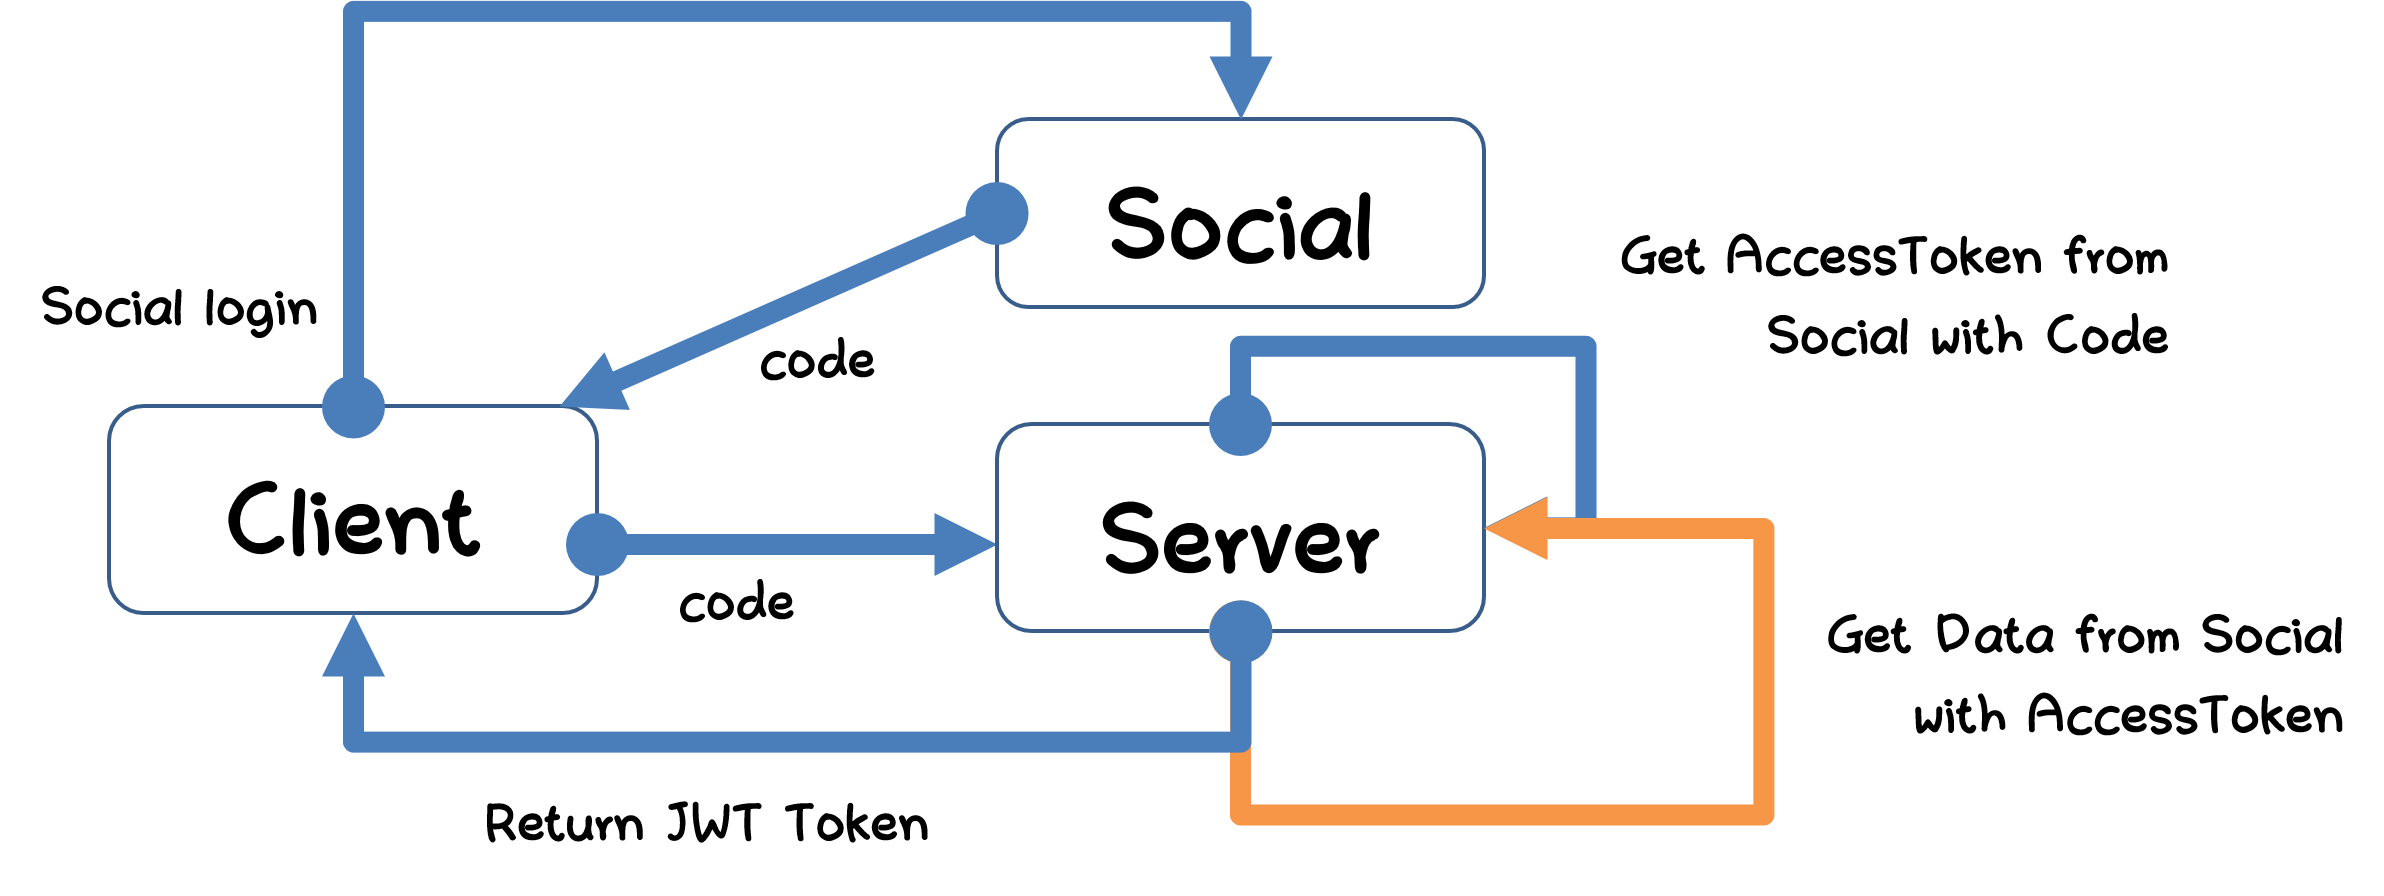 Social
Get AccessToken from
Social with Code
Social login
code
Client
Server
code
Get Data from Social
with AccessToken
Return JWT Token